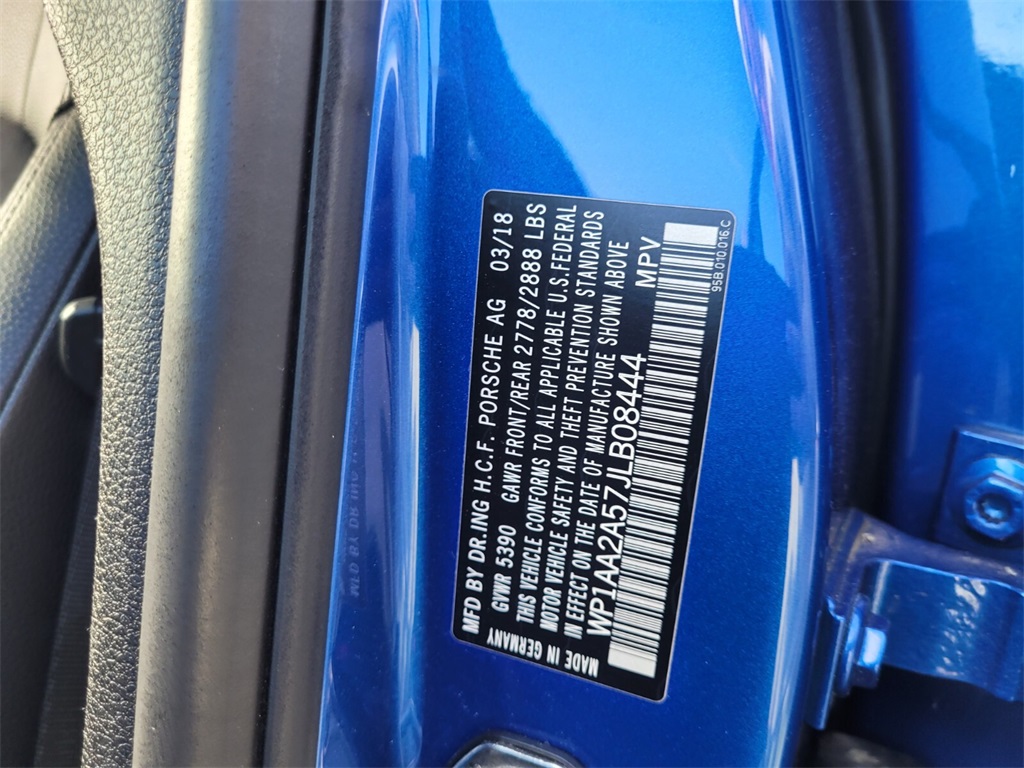 MFD BY DR.ING H.C.F. PORSCHE AG 03/18
GVWR 5390 GAWR FRONT/REAR 2778/2888 LBS
THIS VEHICLE CONFORMS TO ALL APPLICABLE U.S.FEDERAL
MOTOR VEHICLE SAFETY AND THEFT PREVENTION STANDARDS
IN EFFECT ON THE DATE OF MANUFACTURE SHOWN ABOVE
WP1AA2A57JLB08444 MPV
MADE IN GERMANY
95B.010.016.C